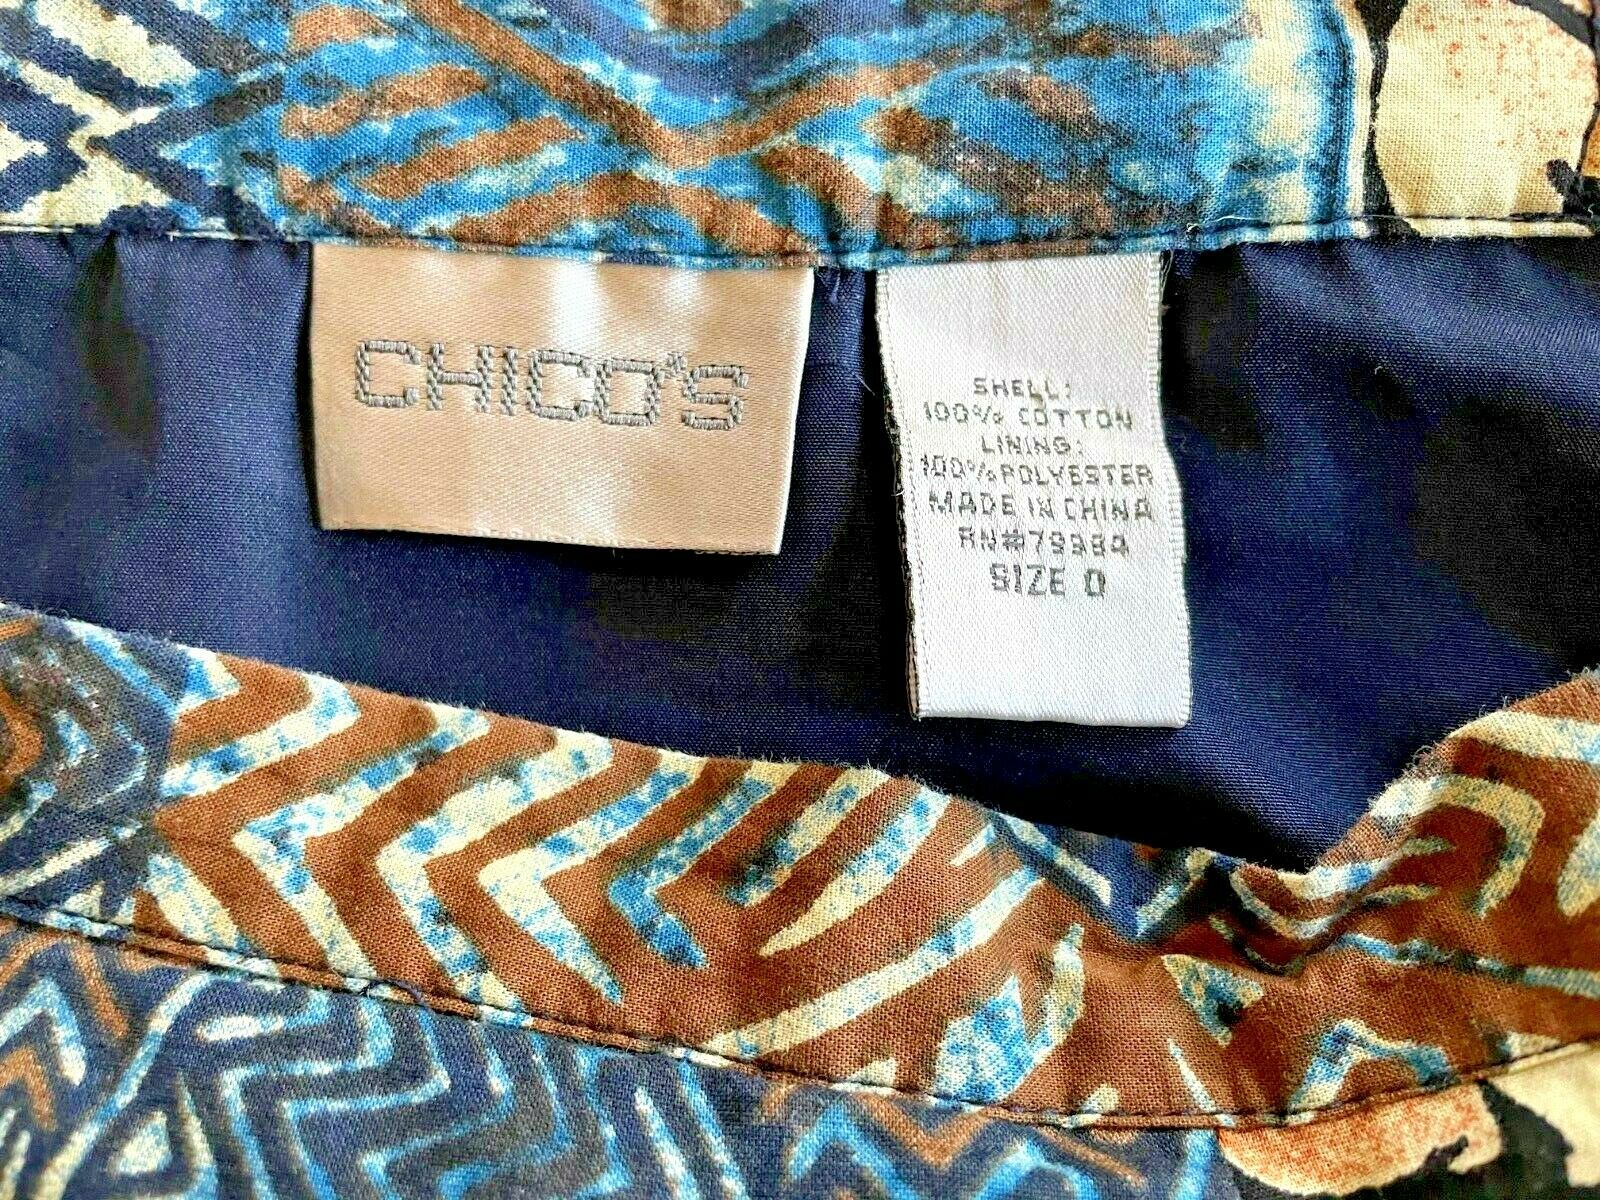 CHICO'S
SHELL:
100% COTTON
LINING:
100% POLYESTER
MADE IN CHINA
RN#79984
SIZE 0